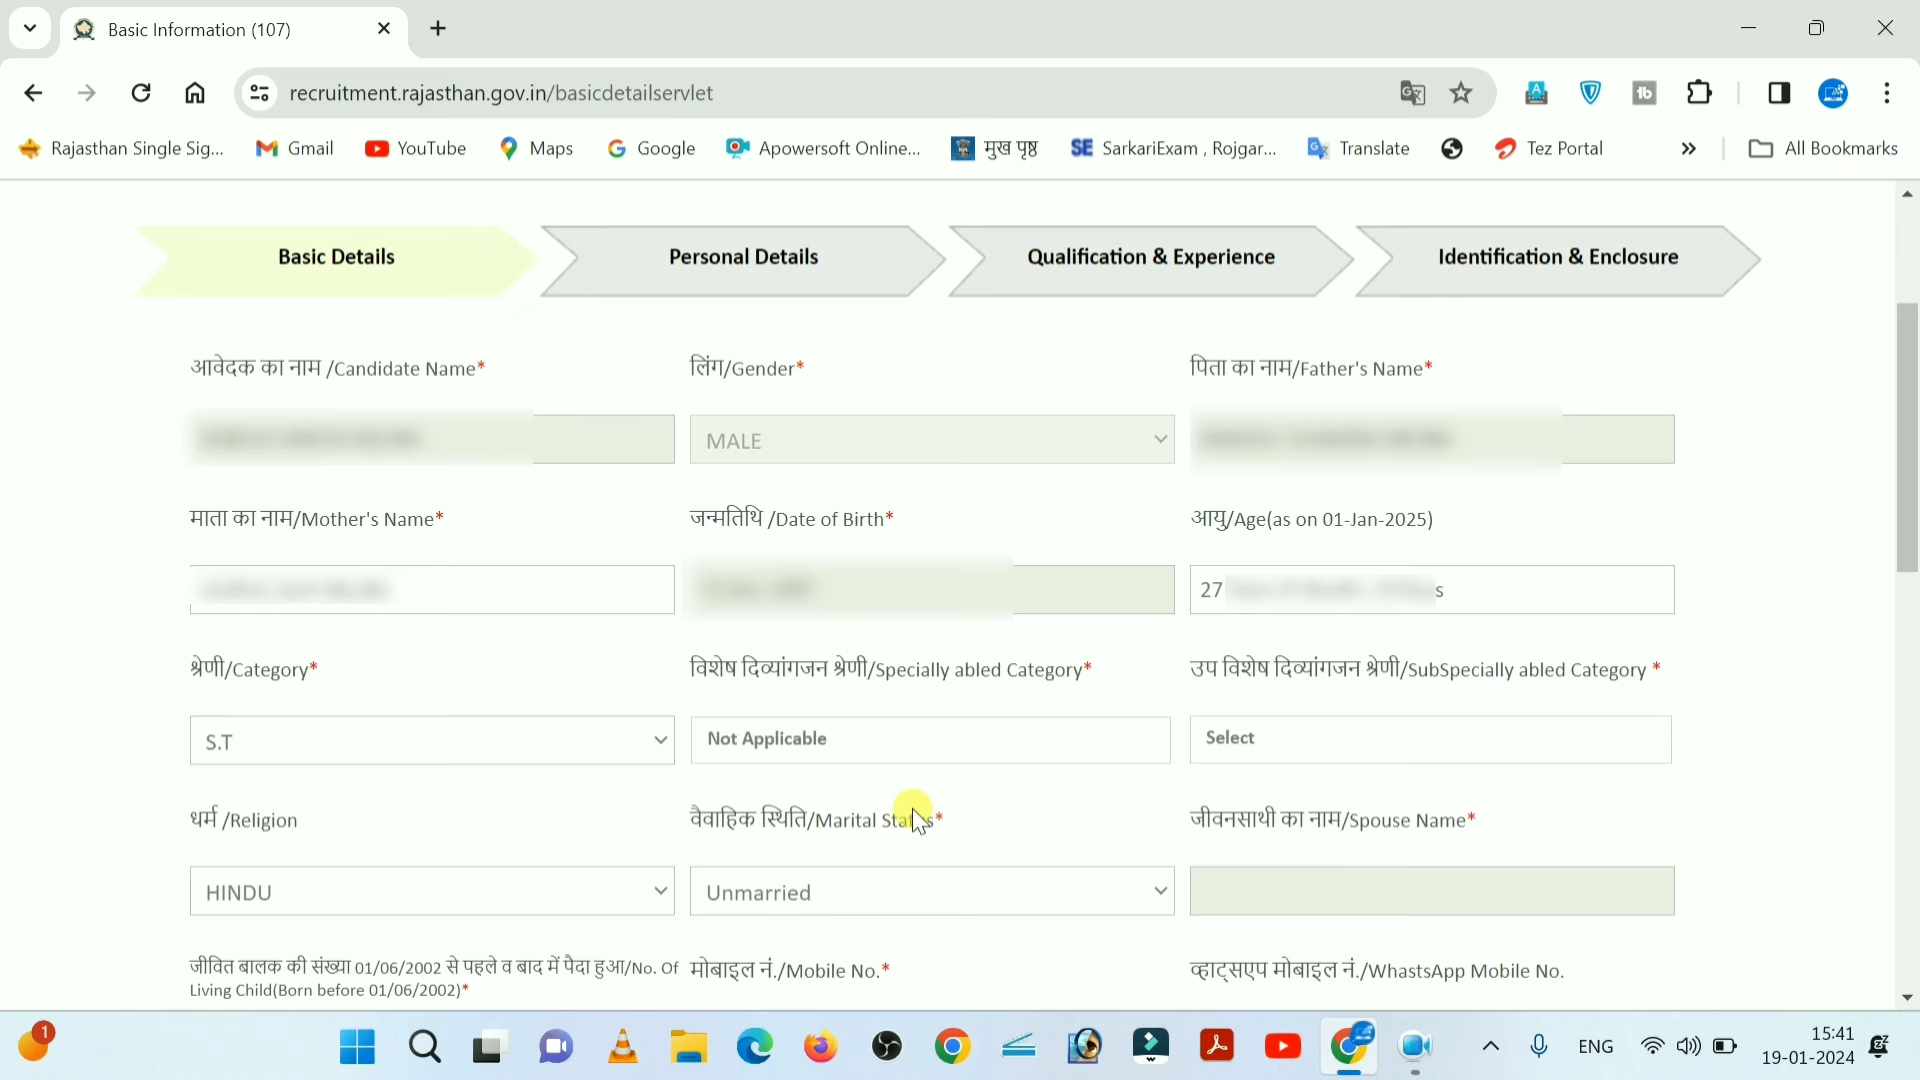 Basic Information (107)
recruitment.rajasthan.gov.in/basicdetailservlet
Rajasthan Single Sig... Gmail YouTube Maps Google Apowersoft Online... मुख पृष्ठ SE SarkariExam , Rojgar... Translate Tez Portal » All Bookmarks
Basic Details Personal Details Qualification & Experience Identification & Enclosure
आवेदक का नाम /Candidate Name* लिंग/Gender* पिता का नाम/Father's Name*
MALE
माता का नाम/Mother's Name* जन्मतिथि /Date of Birth* आयु/Age(as on 01-Jan-2025)
27 s
श्रेणी/Category* विशेष दिव्यांगजन श्रेणी/Specially abled Category* उप विशेष दिव्यांगजन श्रेणी/SubSpecially abled Category *
S.T Not Applicable Select
धर्म /Religion वैवाहिक स्थिति/Marital Status* जीवनसाथी का नाम/Spouse Name*
HINDU Unmarried
जीवित बालक की संख्या 01/06/2002 से पहले व बाद में पैदा हुआ/No. Of मोबाइल नं./Mobile No.* व्हाट्सएप मोबाइल नं./WhastsApp Mobile No.
Living Child(Born before 01/06/2002)*
1 ENG 15:41
19-01-2024